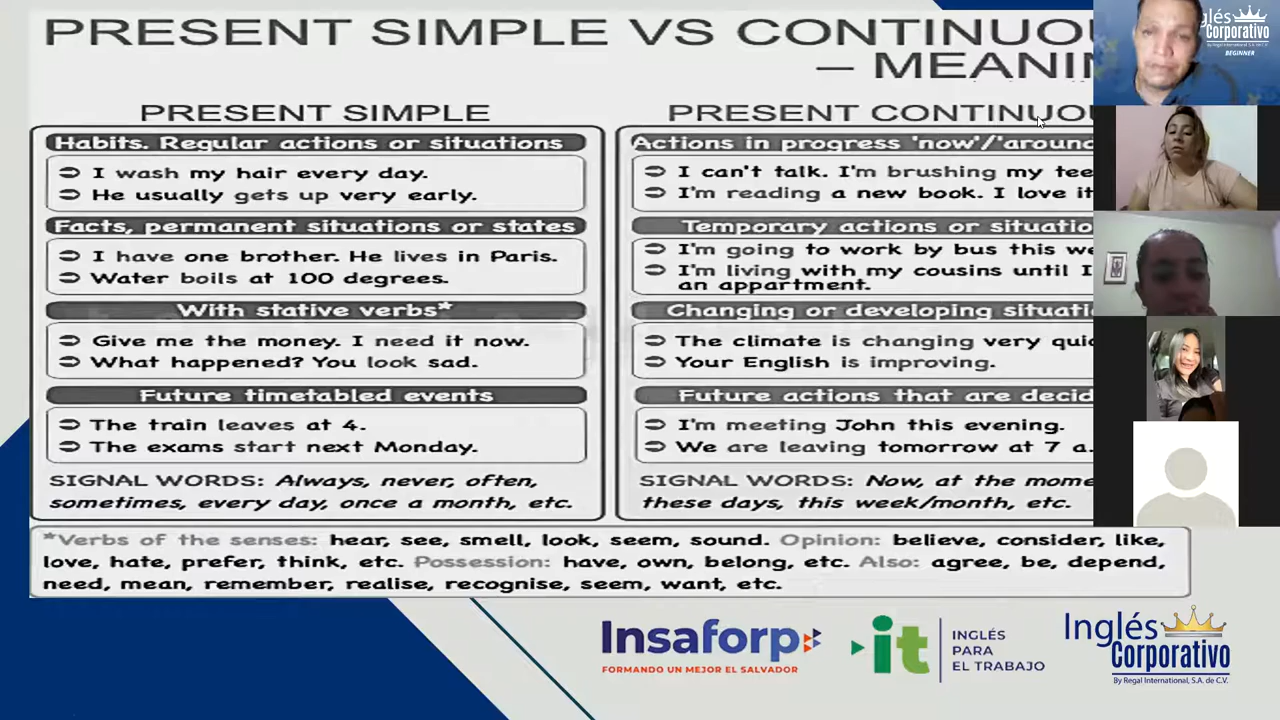 PRESENT SIMPLE VS CONTINUO
– MEANIN
PRESENT SIMPLE
Habits. Regular actions or situations
I wash my hair every day.
He usually gets up very early.
Facts, permanent situations or states
I have one brother. He lives in Paris.
Water boils at 100 degrees.
With stative verbs*
Give me the money. I need it now.
What happened? You look sad.
Future timetabled events
The train leaves at 4.
The exams start next Monday.
SIGNAL WORDS: Always, never, often,
sometimes, every day, once a month, etc.
PRESENT CONTINUOU
Actions in progress 'now'/'around
I can't talk. I'm brushing my tee
I'm reading a new book. I love it
Temporary actions or situatio
I'm going to work by bus this we
I'm living with my cousins until I
an appartment.
Changing or developing situati
The climate is changing very quic
Your English is improving.
Future actions that are decid
I'm meeting John this evening.
We are leaving tomorrow at 7 a.
SIGNAL WORDS: Now, at the mome
these days, this week/month, etc.
*Verbs of the senses: hear, see, smell, look, seem, sound. Opinion: believe, consider, like,
love, hate, prefer, think, etc. Possession: have, own, belong, etc. Also: agree, be, depend,
need, mean, remember, realise, recognise, seem, want, etc.
Insaforp
FORMANDO UN MEJOR EL SALVADOR
it
INGLÉS
PARA
EL TRABAJO
Inglés
Corporativo
By Regal International, S.A. de C.V.
glés
Corporativo
By Regal International, S.A. de C.V.
BEGINNER